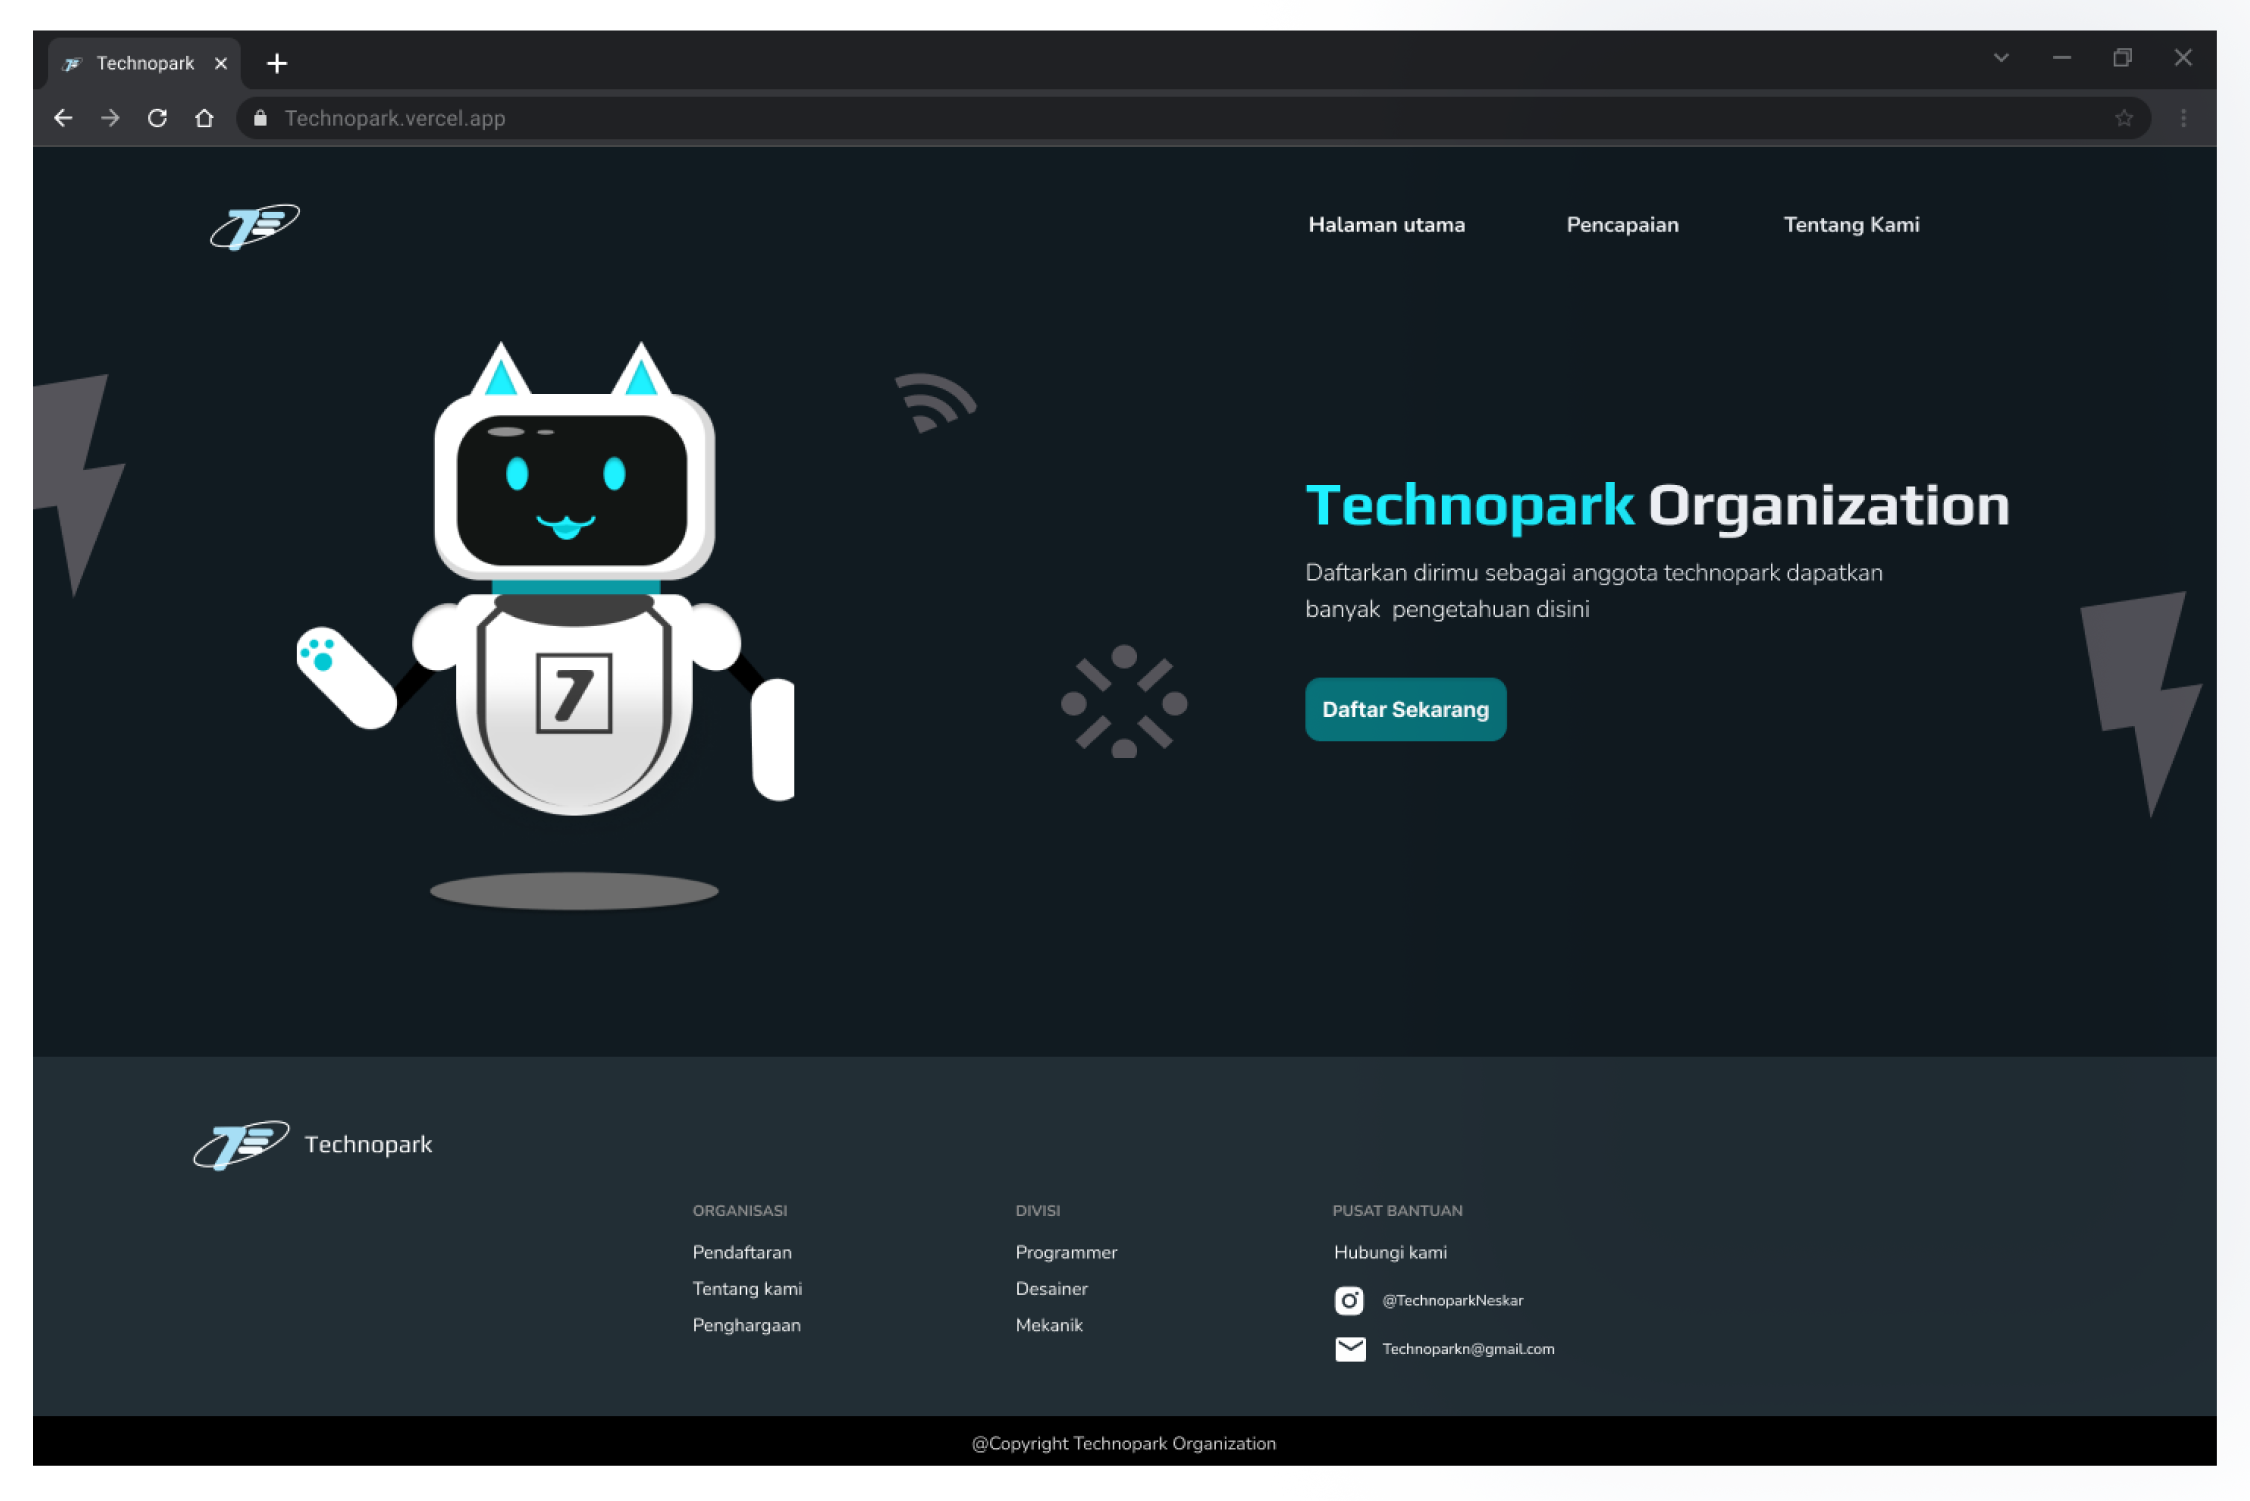 Technopark
Technopark.vercel.app
Halaman utama
Pencapaian
Tentang Kami
7
Technopark Organization
Daftarkan dirimu sebagai anggota technopark dapatkan
banyak pengetahuan disini
Daftar Sekarang
Technopark
ORGANISASI
Pendaftaran
Tentang kami
Penghargaan
DIVISI
Programmer
Desainer
Mekanik
PUSAT BANTUAN
Hubungi kami
@TechnoparkNeskar
Technoparkn@gmail.com
@Copyright Technopark Organization